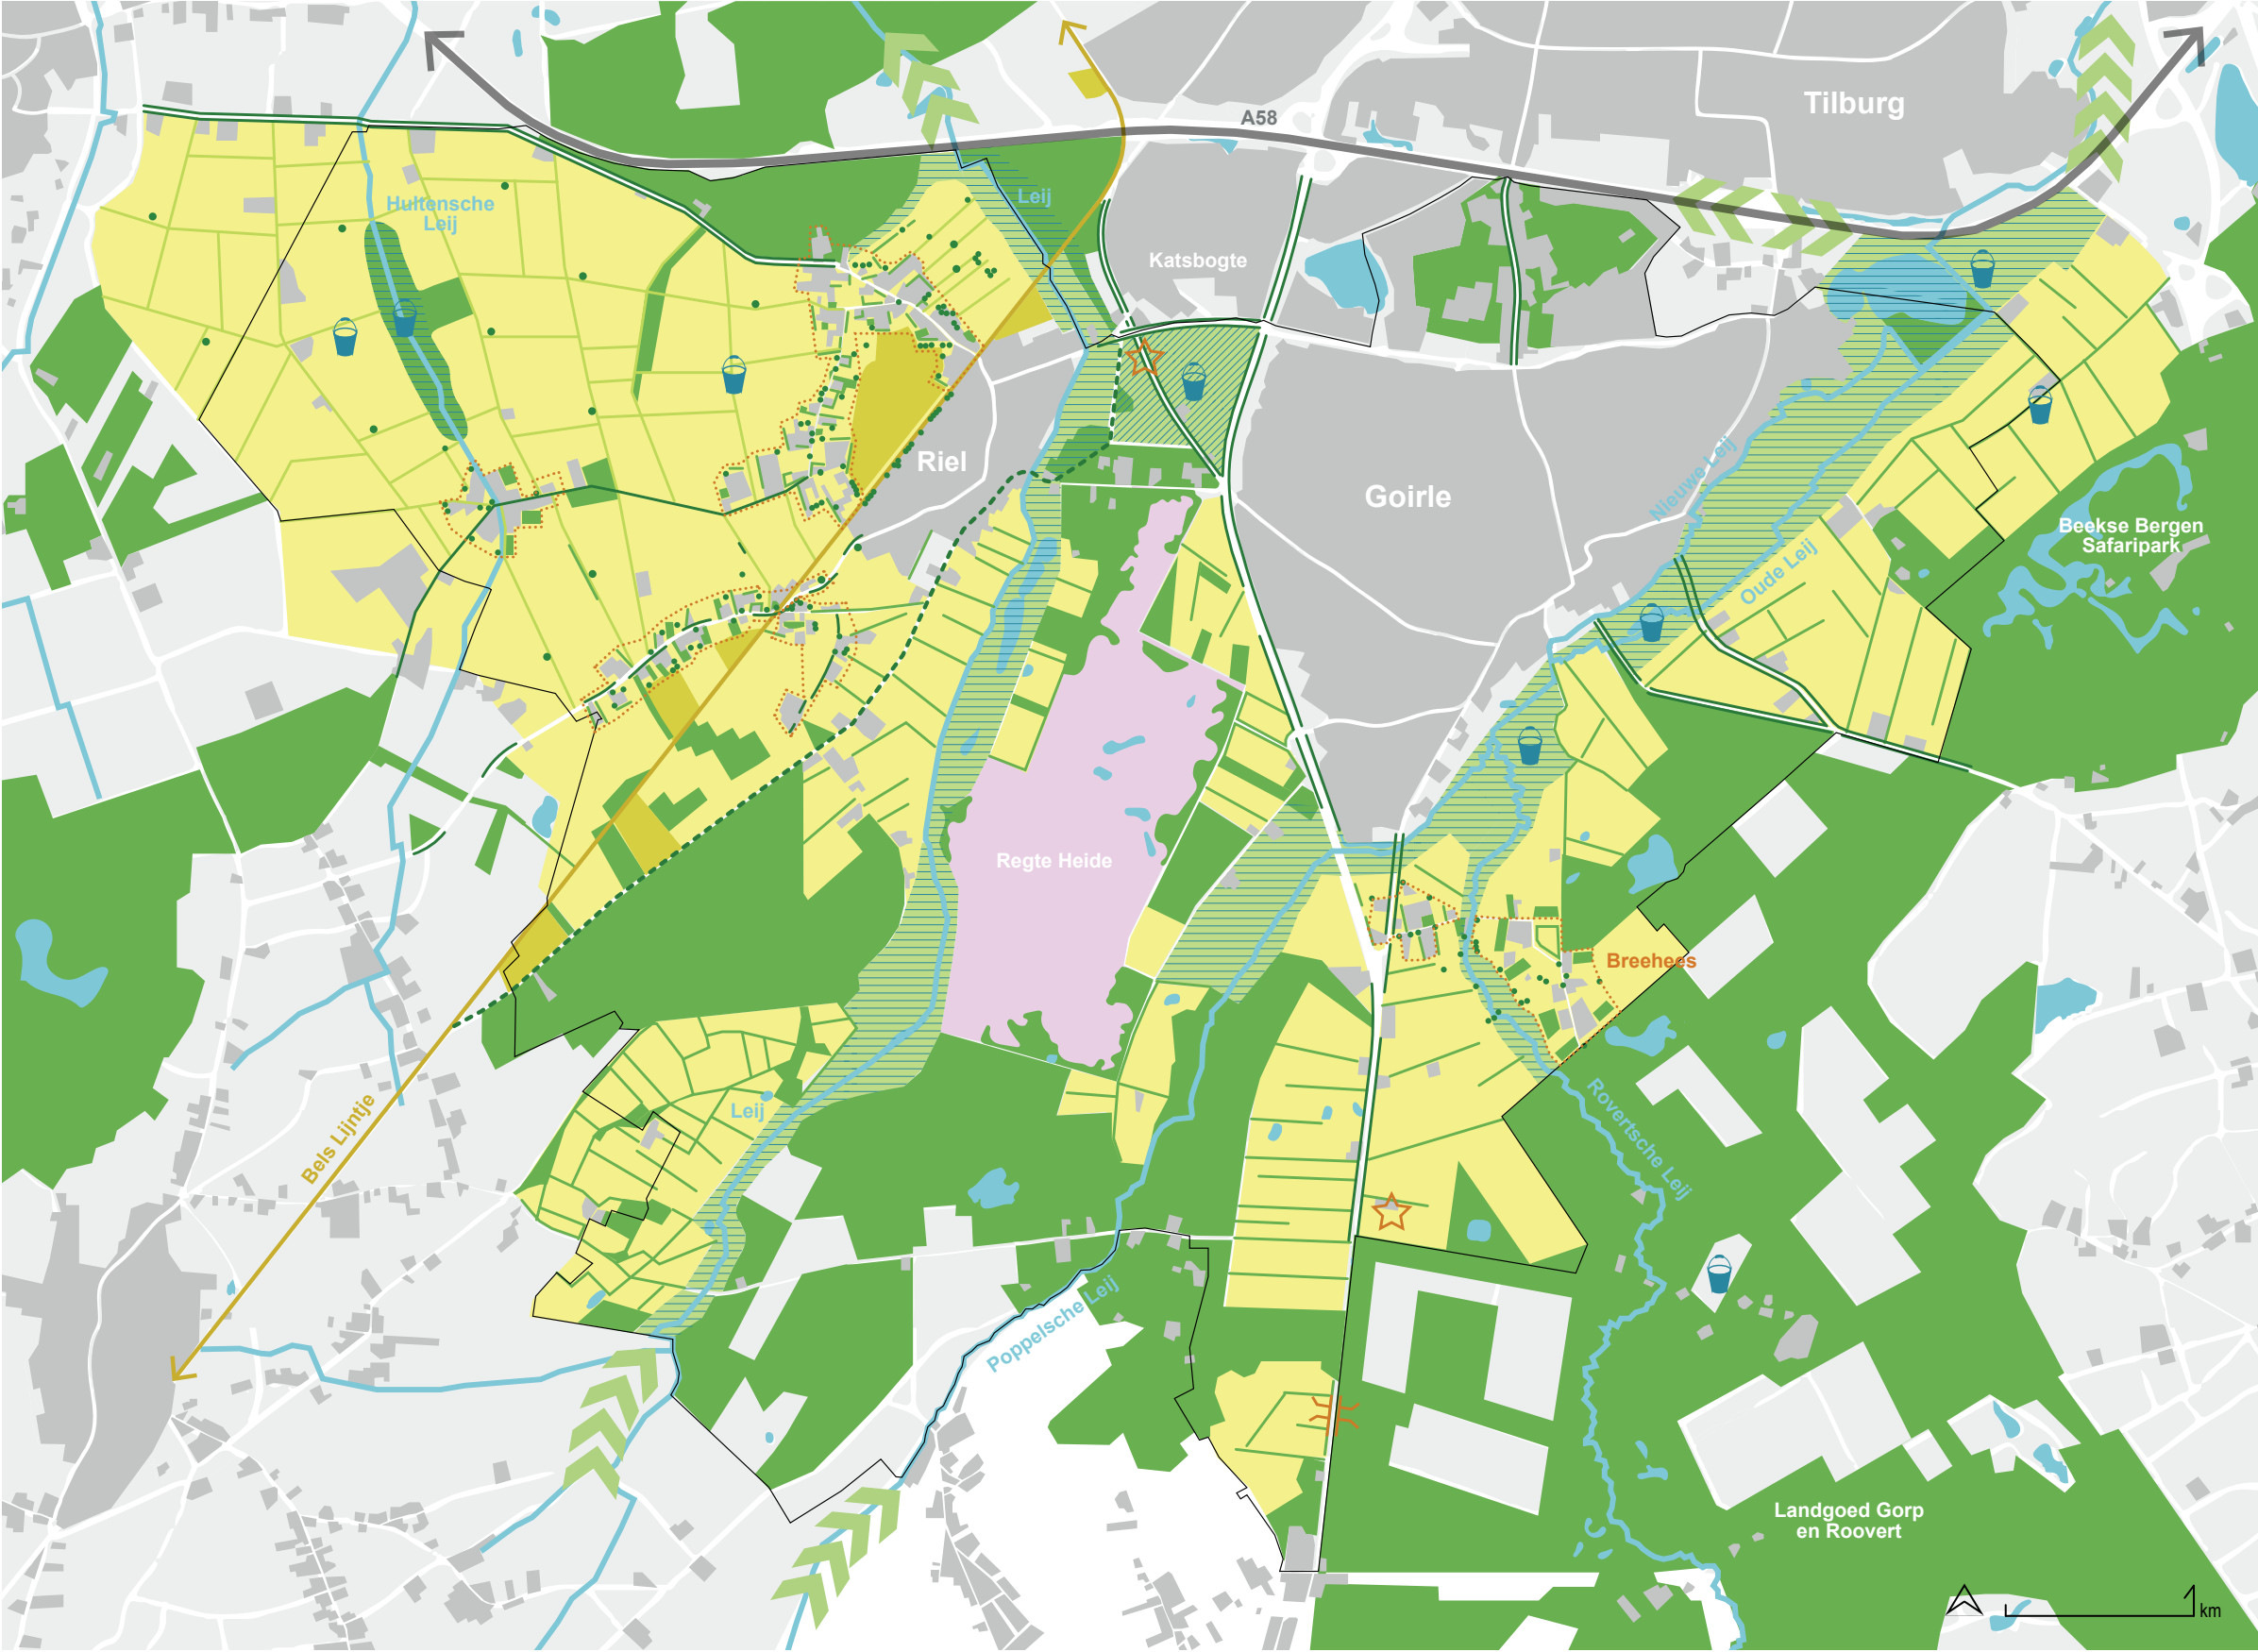 Tilburg
A58
Hultensche
Leij
Leij
Katsbogte
Riel
Goirle
Nieuwe Leij
Beekse Bergen
Safaripark
Oude Leij
Regte Heide
Breehees
Leij
Bels Lijntje
Rovertsche Leij
Poppelsche Leij
Landgoed Gorp
en Roovert
1 km